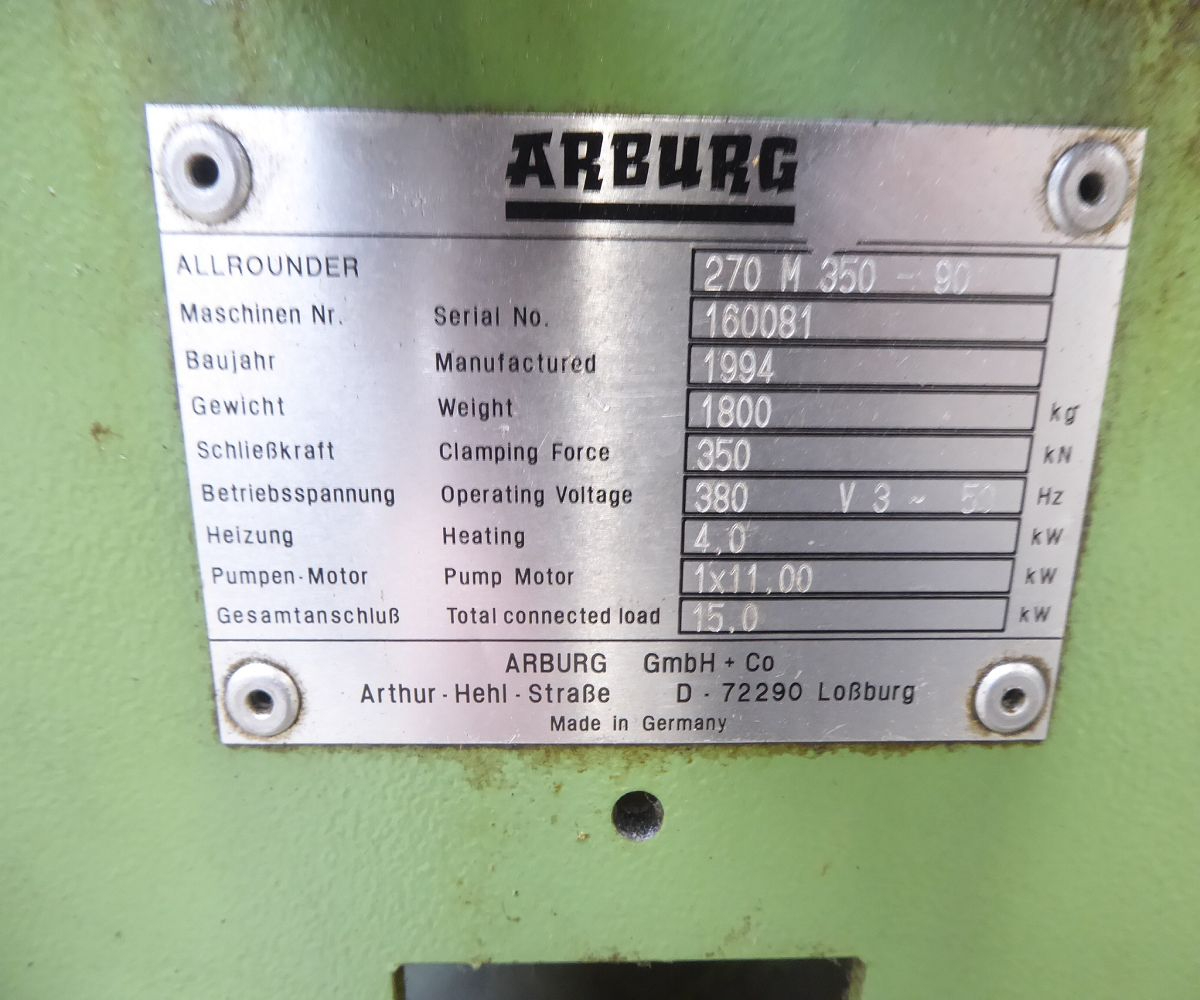 ARBURG
ALLROUNDER 270 M 350 - 90
Maschinen Nr. Serial No. 160081
Baujahr Manufactured 1994
Gewicht Weight 1800 kg
Schließkraft Clamping Force 350 kN
Betriebsspannung Operating Voltage 380 V 3 ~ 50 Hz
Heizung Heating 4,0 kW
Pumpen-Motor Pump Motor 1x11,00 kW
Gesamtanschluß Total connected load 15,0 kW
ARBURG GmbH + Co
Arthur-Hehl-Straße D-72290 Loßburg
Made in Germany